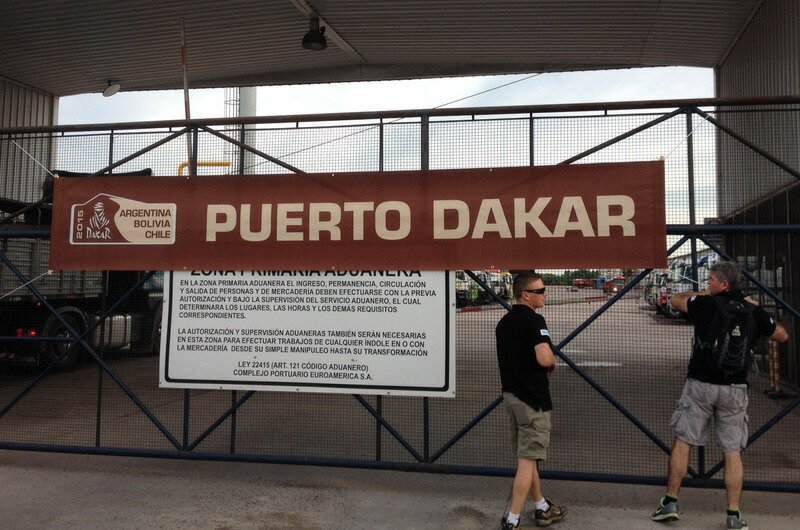 2015
DAKAR
ARGENTINA
BOLIVIA
CHILE
PUERTO DAKAR
ZONA PRIMARIA ADUANERA
EN LA ZONA PRIMARIA ADUANERA EL INGRESO, PERMANENCIA, CIRCULACIÓN
Y SALIDA DE PERSONAS Y DE MERCADERÍA DEBEN EFECTUARSE CON LA PREVIA
AUTORIZACIÓN Y BAJO LA SUPERVISIÓN DEL SERVICIO ADUANERO, EL CUAL
DETERMINARA LOS LUGARES, LAS HORAS Y LOS DEMÁS REQUISITOS
CORRESPONDIENTES.
LA AUTORIZACIÓN Y SUPERVISIÓN ADUANERAS TAMBIÉN SERÁN NECESARIAS
EN ESTA ZONA PARA EFECTUAR TRABAJOS DE CUALQUIER ÍNDOLE EN O CON
LA MERCADERÍA DESDE SU SIMPLE MANIPULEO HASTA SU TRANSFORMACIÓN
LEY 22415 (ART. 121 CÓDIGO ADUANERO)
COMPLEJO PORTUARIO EUROAMERICA S.A.